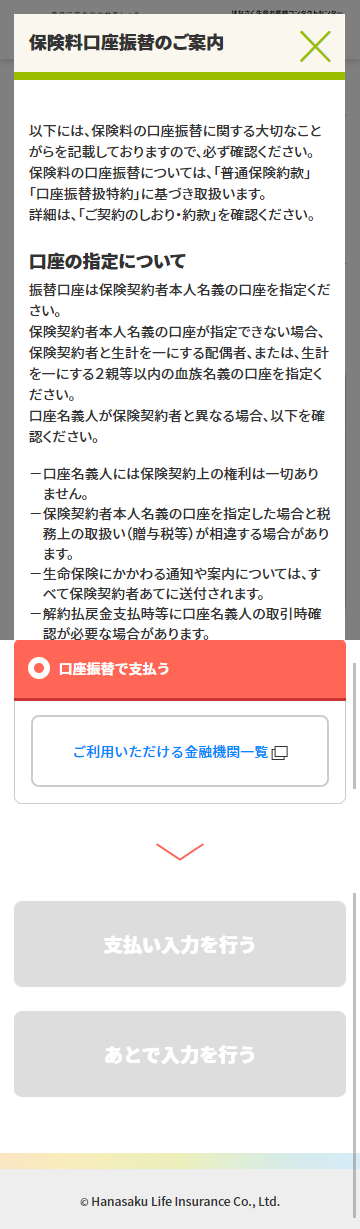 保険料口座振替のご案内
以下には、保険料の口座振替に関する大切なこと
がらを記載しておりますので、必ず確認ください。
保険料の口座振替については、「普通保険約款」
「口座振替扱特約」に基づき取扱います。
詳細は、「ご契約のしおり・約款」を確認ください。
口座の指定について
振替口座は保険契約者本人名義の口座を指定くだ
さい。
保険契約者本人名義の口座が指定できない場合、
保険契約者と生計を一にする配偶者、または、生計
を一にする２親等以内の血族名義の口座を指定く
ださい。
口座名義人が保険契約者と異なる場合、以下を確
認ください。
－口座名義人には保険契約上の権利は一切あり
ません。
－保険契約者本人名義の口座を指定した場合と税
務上の取扱い（贈与税等）が相違する場合があり
ます。
－生命保険にかかわる通知や案内については、す
べて保険契約者あてに送付されます。
－解約払戻金支払時等に口座名義人の取引時確
認が必要な場合があります。
口座振替で支払う
ご利用いただける金融機関一覧
支払い入力を行う
あとで入力を行う
© Hanasaku Life Insurance Co., Ltd.